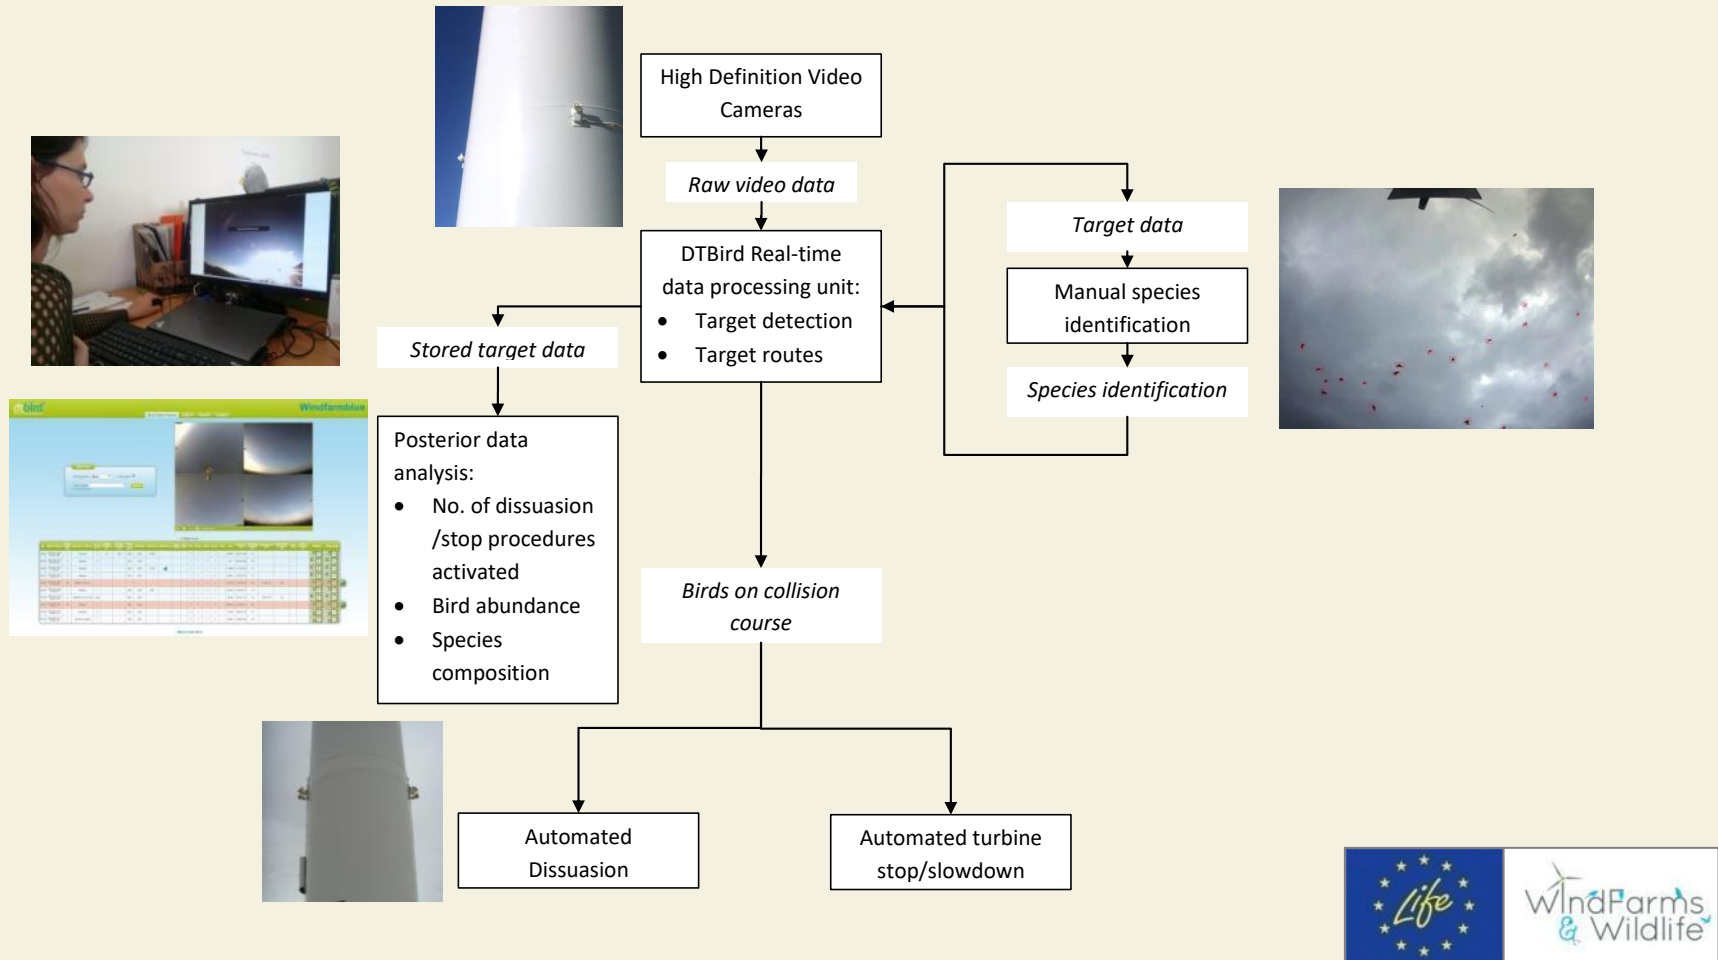 High Definition Video
Cameras
Raw video data
DTBird Real-time
data processing unit:
• Target detection
• Target routes
Target data
Manual species
identification
Species identification
Stored target data
Posterior data
analysis:
• No. of dissuasion
/stop procedures
activated
• Bird abundance
• Species
composition
Birds on collision
course
Automated
Dissuasion
Automated turbine
stop/slowdown
bird
Windfarmblue
Life
WindFarms
& Wildlife